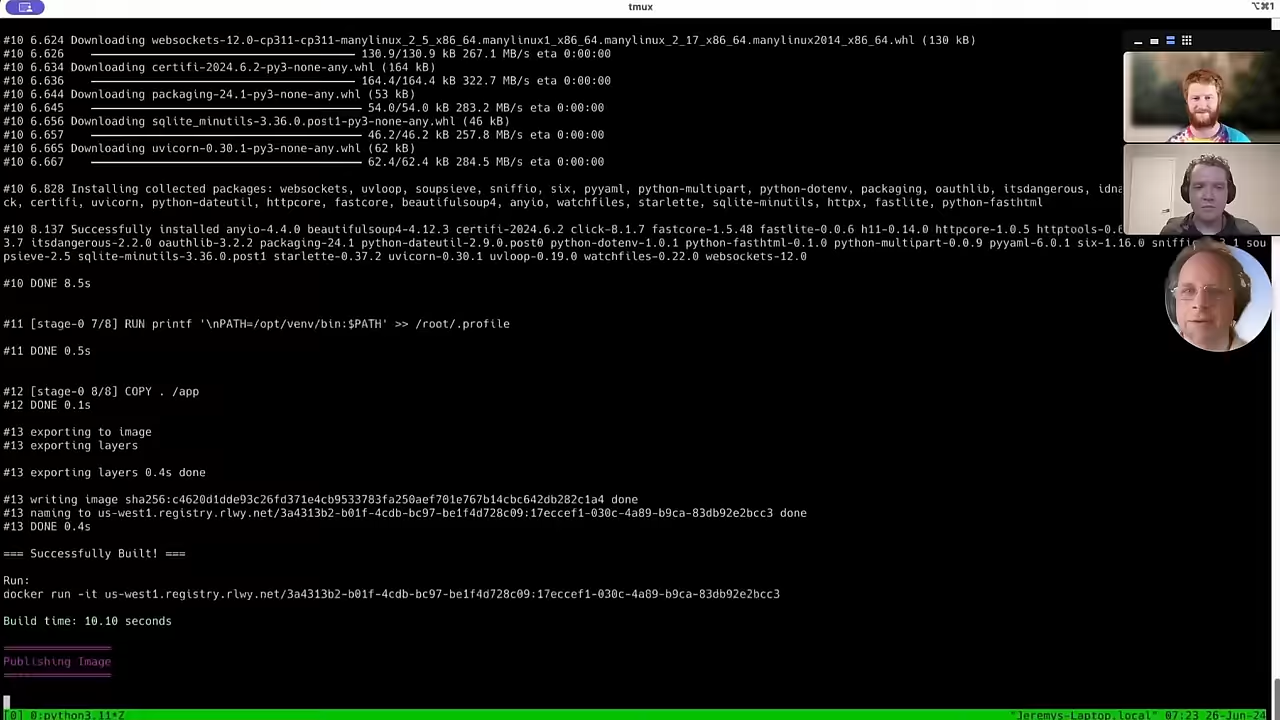 tmux
⌥⌘1
#10 6.624 Downloading websockets-12.0-cp311-cp311-manylinux_2_5_x86_64.manylinux1_x86_64.manylinux_2_17_x86_64.manylinux2014_x86_64.whl (130 kB)
#10 6.626 130.9/130.9 kB 267.1 MB/s eta 0:00:00
#10 6.634 Downloading certifi-2024.6.2-py3-none-any.whl (164 kB)
#10 6.636 164.4/164.4 kB 322.7 MB/s eta 0:00:00
#10 6.644 Downloading packaging-24.1-py3-none-any.whl (53 kB)
#10 6.645 54.0/54.0 kB 283.2 MB/s eta 0:00:00
#10 6.656 Downloading sqlite_minutils-3.36.0.post1-py3-none-any.whl (46 kB)
#10 6.657 46.2/46.2 kB 257.8 MB/s eta 0:00:00
#10 6.665 Downloading uvicorn-0.30.1-py3-none-any.whl (62 kB)
#10 6.667 62.4/62.4 kB 284.5 MB/s eta 0:00:00
#10 6.828 Installing collected packages: websockets, uvloop, soupsieve, sniffio, six, pyyaml, python-multipart, python-dotenv, packaging, oauthlib, itsdangerous, idna
ck, certifi, uvicorn, python-dateutil, httpcore, fastcore, beautifulsoup4, anyio, watchfiles, starlette, sqlite-minutils, httpx, fastlite, python-fasthtml
#10 8.137 Successfully installed anyio-4.4.0 beautifulsoup4-4.12.3 certifi-2024.6.2 click-8.1.7 fastcore-1.5.48 fastlite-0.0.6 h11-0.14.0 httpcore-1.0.5 httptools-0.6
3.7 itsdangerous-2.2.0 oauthlib-3.2.2 packaging-24.1 python-dateutil-2.9.0.post0 python-dotenv-1.0.1 python-fasthtml-0.1.0 python-multipart-0.0.9 pyyaml-6.0.1 six-1.16.0 sniffio 3.1 sou
psieve-2.5 sqlite-minutils-3.36.0.post1 starlette-0.37.2 uvicorn-0.30.1 uvloop-0.19.0 watchfiles-0.22.0 websockets-12.0
#10 DONE 8.5s
#11 [stage-0 7/8] RUN printf '\nPATH=/opt/venv/bin:$PATH' >> /root/.profile
#11 DONE 0.5s
#12 [stage-0 8/8] COPY . /app
#12 DONE 0.1s
#13 exporting to image
#13 exporting layers
#13 exporting layers 0.4s done
#13 writing image sha256:c4620d1dde93c26fd371e4cb9533783fa250aef701e767b14cbc642db282c1a4 done
#13 naming to us-west1.registry.rlwy.net/3a4313b2-b01f-4cdb-bc97-be1f4d728c09:17eccef1-030c-4a89-b9ca-83db92e2bcc3 done
#13 DONE 0.4s
=== Successfully Built! ===
Run:
docker run -it us-west1.registry.rlwy.net/3a4313b2-b01f-4cdb-bc97-be1f4d728c09:17eccef1-030c-4a89-b9ca-83db92e2bcc3
Build time: 10.10 seconds
Publishing Image
[0] 0:python3.11*Z
"Jeremys-Laptop.local" 07:23 26-Jun-24